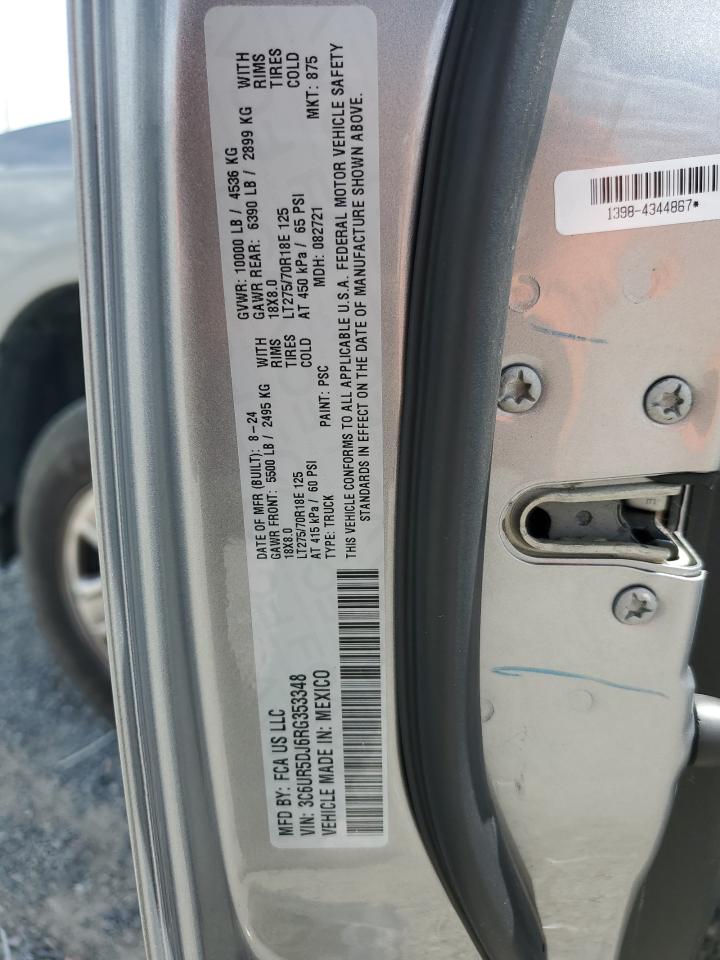 MFD BY: FCA US LLC
VIN: 3C6UR5DJ6RG353348
VEHICLE MADE IN: MEXICO
DATE OF MFR (BUILT): 8-24
GVWR: 10000 LB / 4536 KG
GAWR FRONT: 5500 LB / 2495 KG WITH
18X8.0 RIMS
LT275/70R18E 125 TIRES
AT 415 kPa / 60 PSI COLD
GAWR REAR: 6390 LB / 2899 KG WITH
18X8.0 RIMS
LT275/70R18E 125 TIRES
AT 450 kPa / 65 PSI COLD
TYPE: TRUCK PAINT: PSC MDH: 082721 MKT: 875
THIS VEHICLE CONFORMS TO ALL APPLICABLE U.S.A. FEDERAL MOTOR VEHICLE SAFETY
STANDARDS IN EFFECT ON THE DATE OF MANUFACTURE SHOWN ABOVE.
1398-4344867*